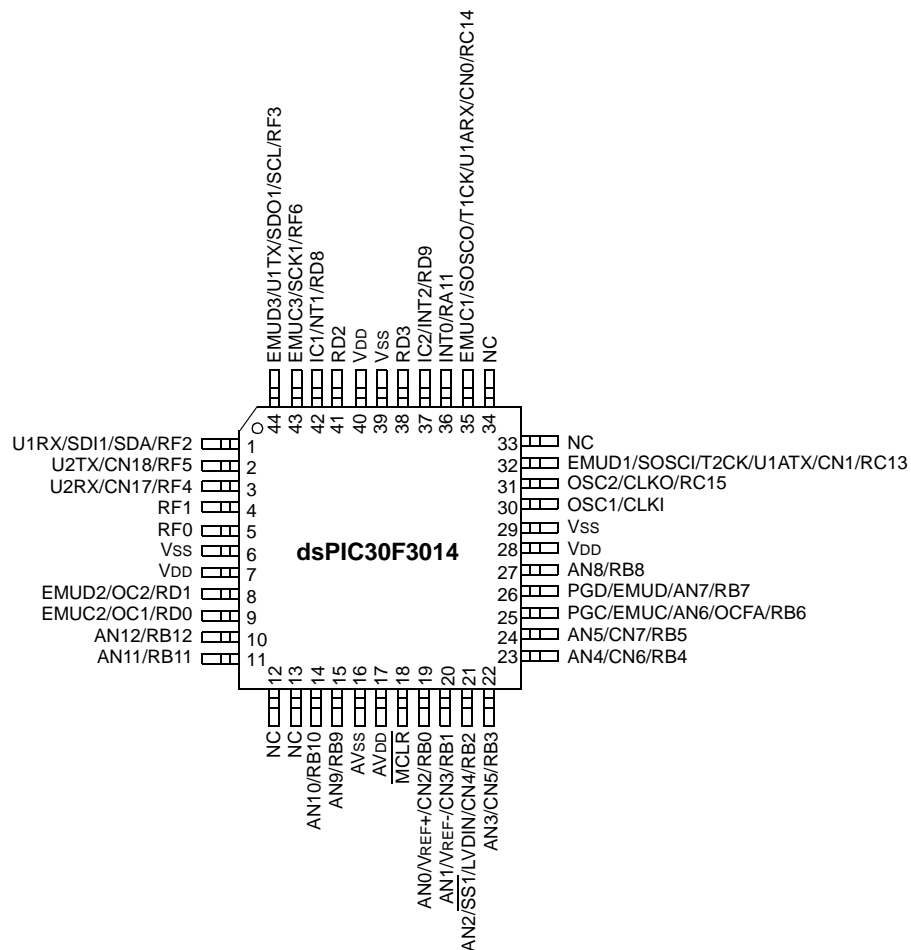 EMUD3/U1TX/SDO1/SCL/RF3
EMUC3/SCK1/RF6
IC1/NT1/RD8
RD2
VDD
VSS
RD3
IC2/INT2/RD9
INT0/RA11
EMUC1/SOSCO/T1CK/U1ARX/CN0/RC14
NC
44
43
42
41
40
39
38
37
36
35
34
U1RX/SDI1/SDA/RF2 1
U2TX/CN18/RF5 2
U2RX/CN17/RF4 3
RF1 4
RF0 5
VSS 6
VDD 7
EMUD2/OC2/RD1 8
EMUC2/OC1/RD0 9
AN12/RB12 10
AN11/RB11 11
dsPIC30F3014
33 NC
32 EMUD1/SOSCI/T2CK/U1ATX/CN1/RC13
31 OSC2/CLKO/RC15
30 OSC1/CLKI
29 VSS
28 VDD
27 AN8/RB8
26 PGD/EMUD/AN7/RB7
25 PGC/EMUC/AN6/OCFA/RB6
24 AN5/CN7/RB5
23 AN4/CN6/RB4
12
13
14
15
16
17
18
19
20
21
22
NC
NC
AN10/RB10
AN9/RB9
AVSS
AVDD
MCLR
AN0/VREF+/CN2/RB0
AN1/VREF-/CN3/RB1
AN2/SS1/LVDIN/CN4/RB2
AN3/CN5/RB3